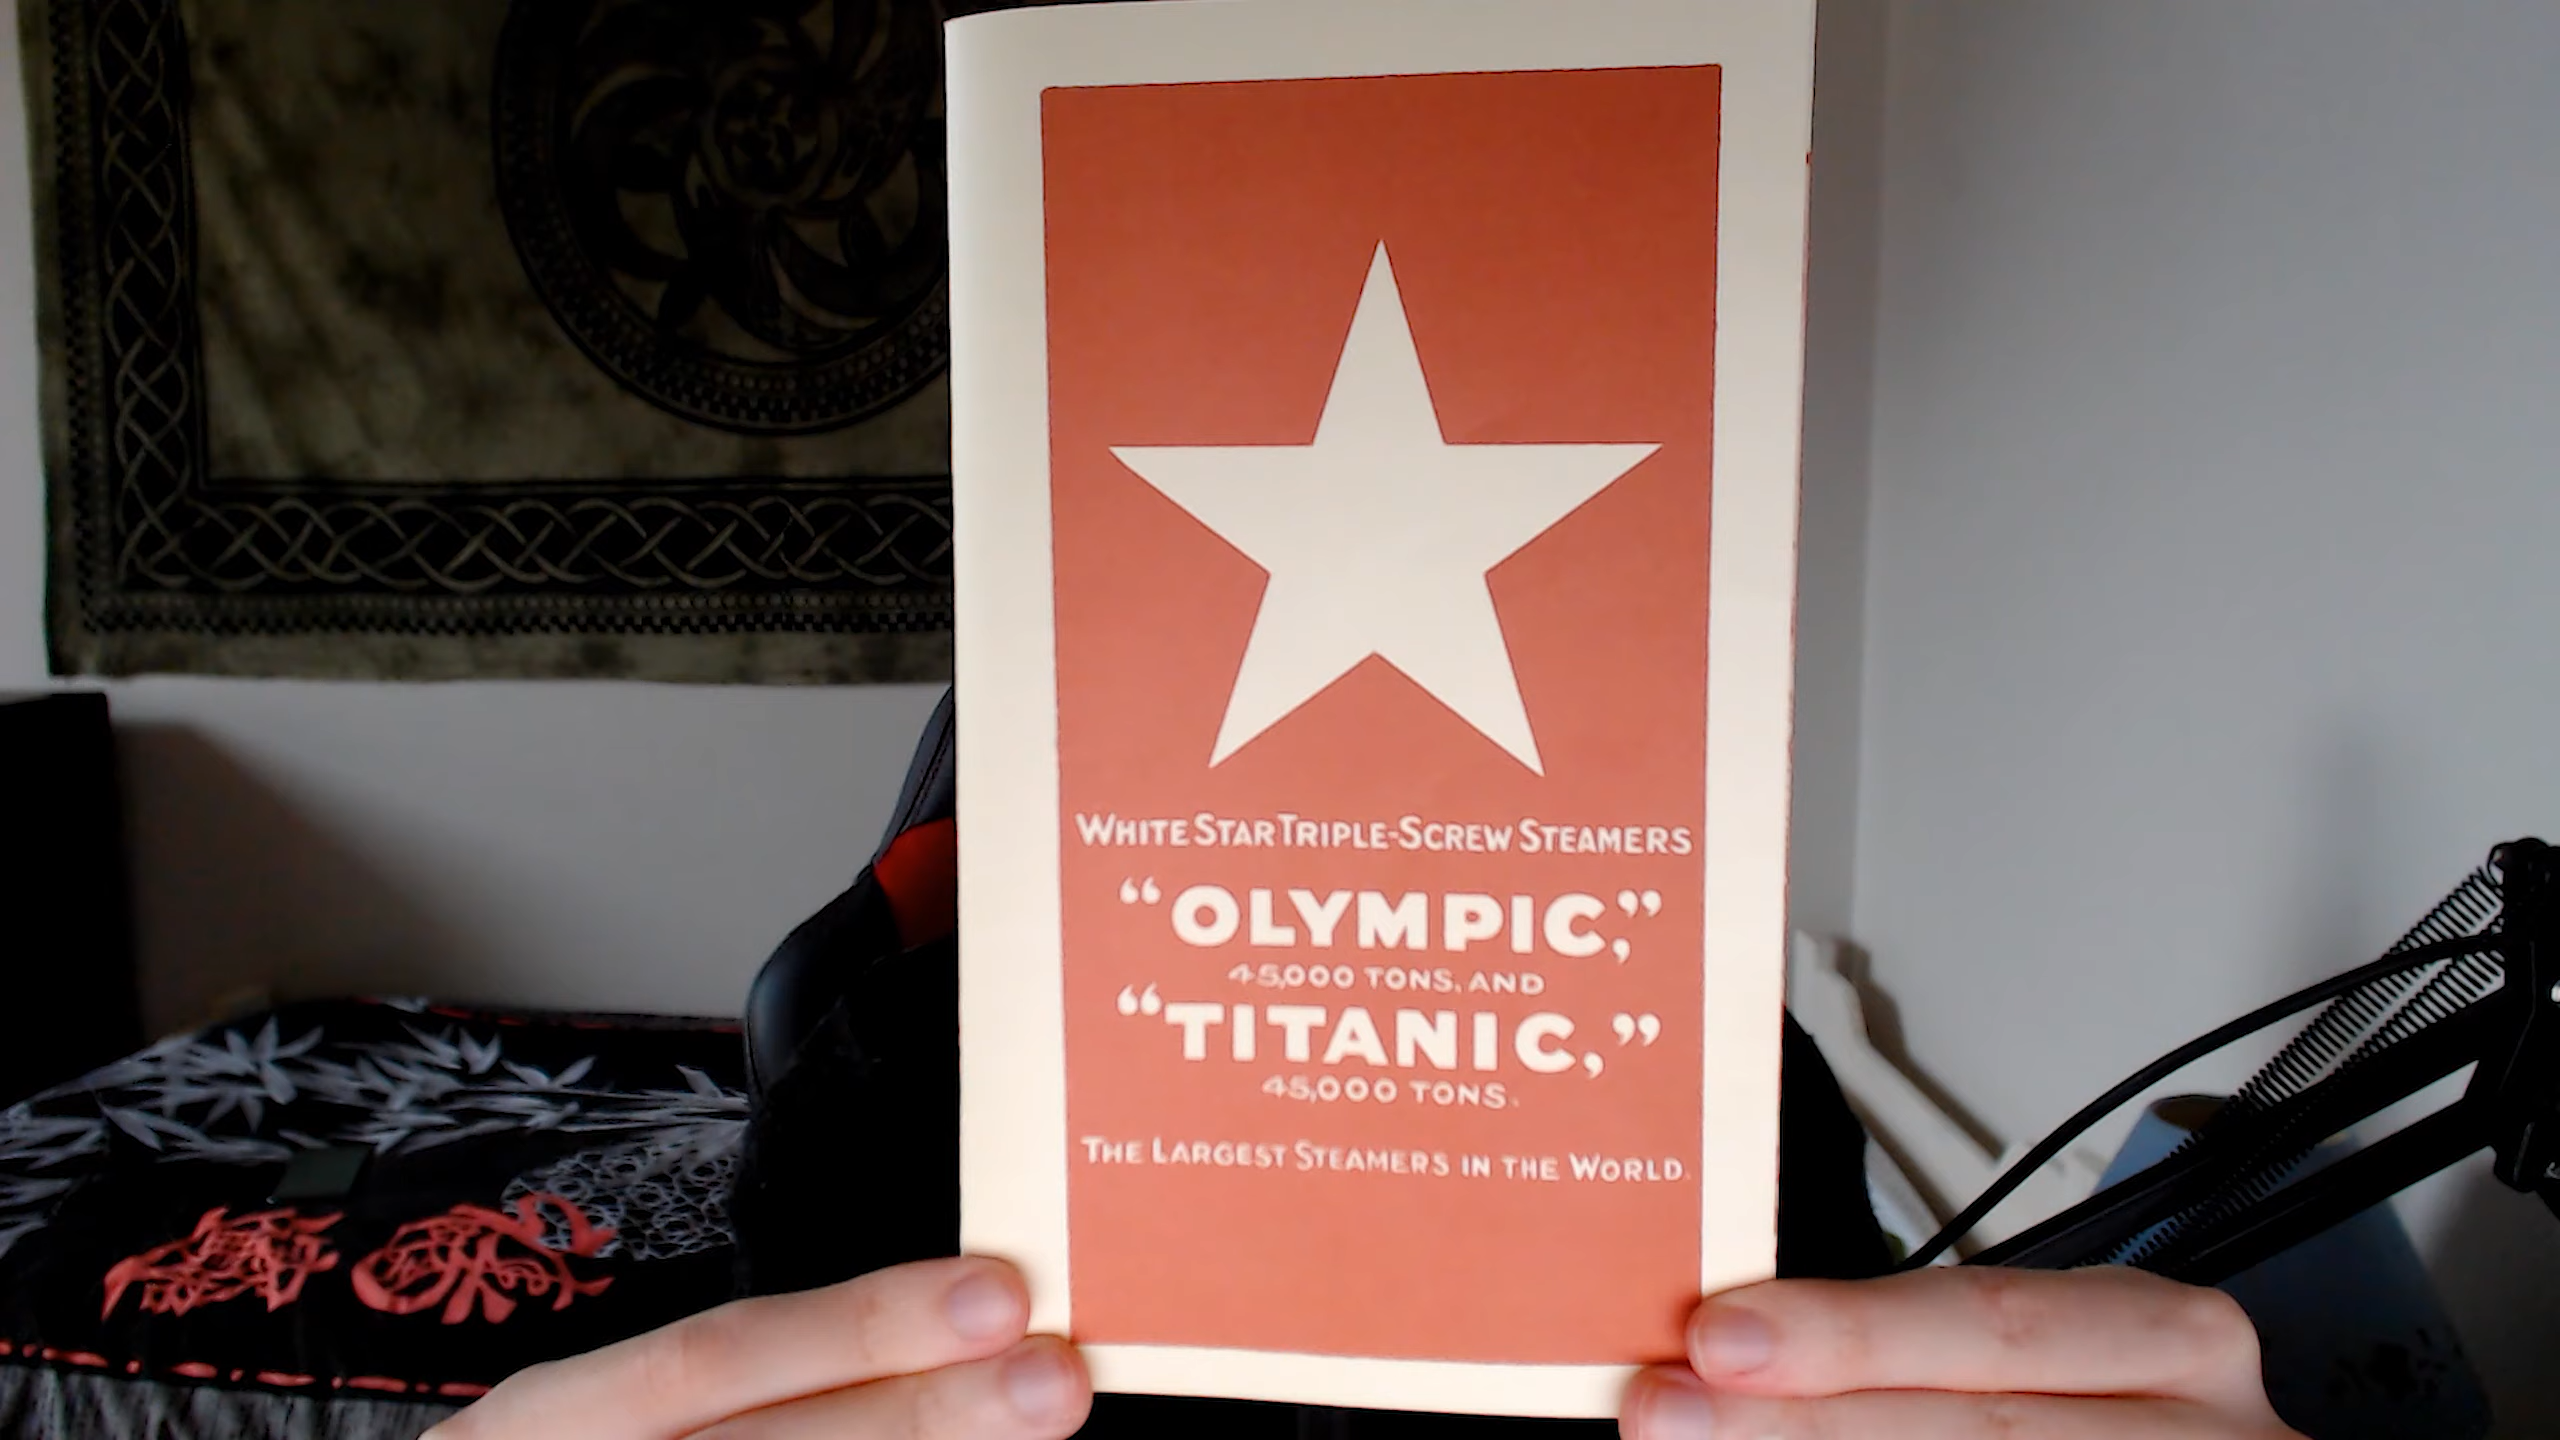 WHITE STAR TRIPLE-SCREW STEAMERS
“OLYMPIC,”
45,000 TONS. AND
“TITANIC,”
45,000 TONS.
THE LARGEST STEAMERS IN THE WORLD.